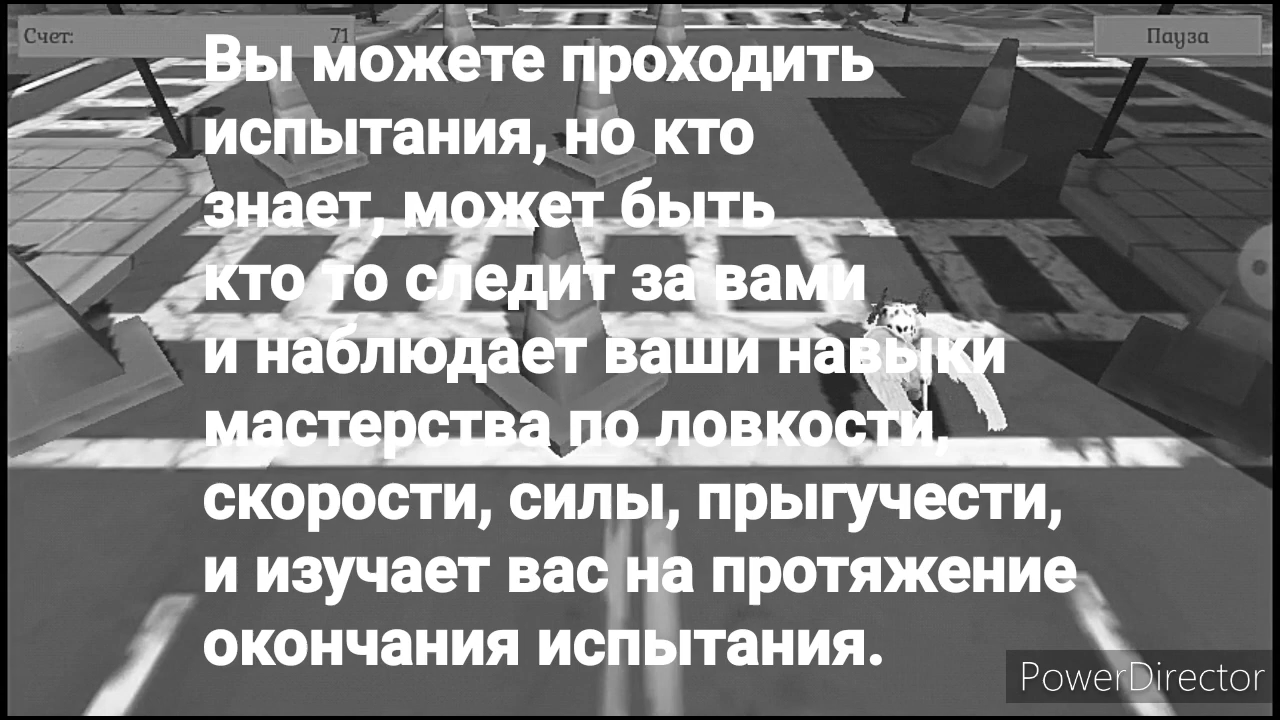 Счет: 71
Пауза
Вы можете проходить
испытания, но кто
знает, может быть
кто то следит за вами
и наблюдает ваши навыки
мастерства по ловкости,
скорости, силы, прыгучести,
и изучает вас на протяжение
окончания испытания.
PowerDirector